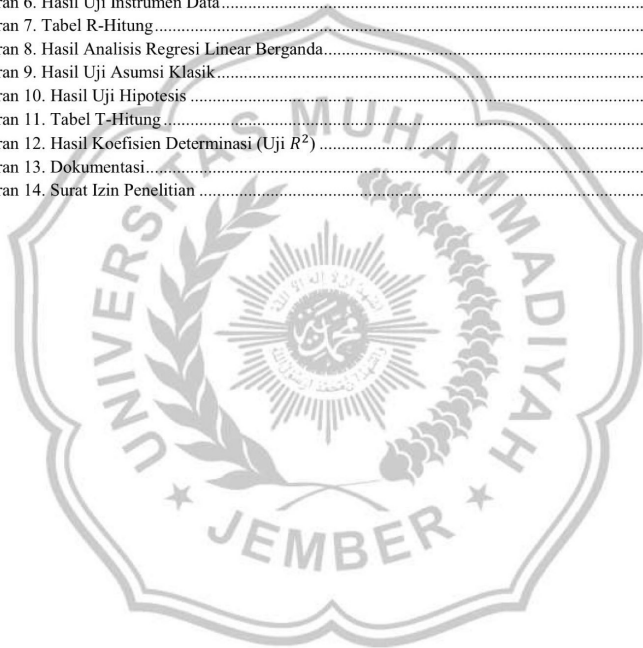 ran 6. Hasil Uji Instrumen Data
ran 7. Tabel R-Hitung
ran 8. Hasil Analisis Regresi Linear Berganda
ran 9. Hasil Uji Asumsi Klasik
ran 10. Hasil Uji Hipotesis
ran 11. Tabel T-Hitung
ran 12. Hasil Koefisien Determinasi (Uji R²)
ran 13. Dokumentasi
ran 14. Surat Izin Penelitian
UNIVERSITAS MUHAMMADIYAH
JEMBER